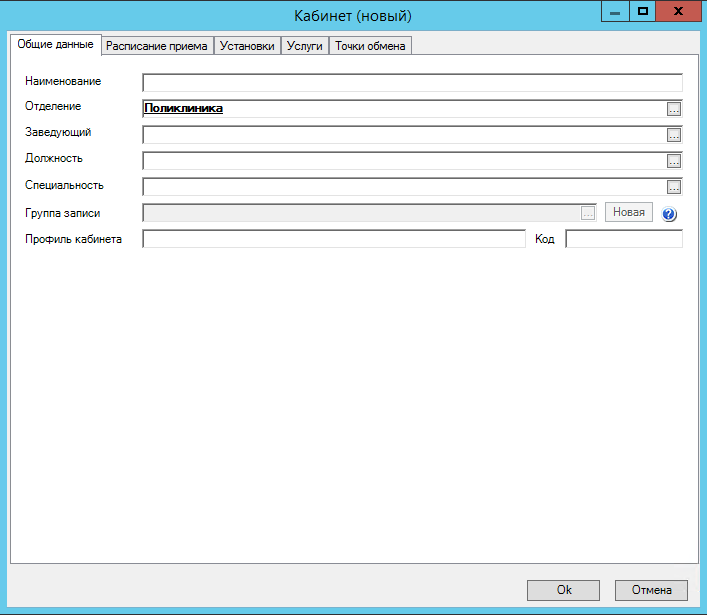 Кабинет (новый)
Общие данные Расписание приема Установки Услуги Точки обмена
Наименование
Отделение Поликлиника ...
Заведующий ...
Должность ...
Специальность ...
Группа записи ... Новая ?
Профиль кабинета Код
Ok Отмена